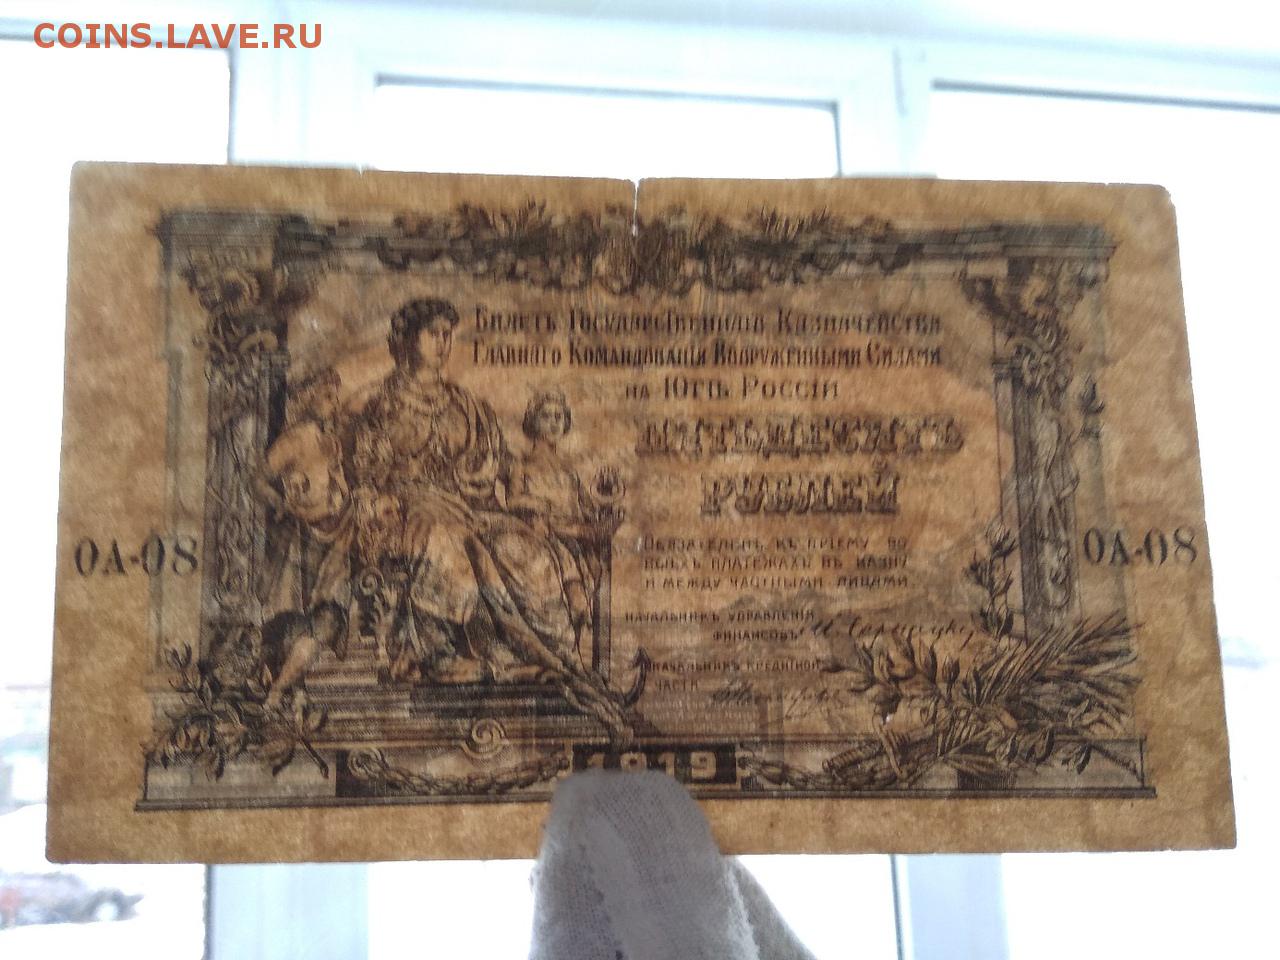 COINS.LAVE.RU
Билетъ Государственнаго Казначейства
Главнаго Командованія Вооруженными Силами
на Югѣ Россіи
ПЯТЬДЕСЯТЪ
РУБЛЕЙ
ОБЯЗАТЕЛЕНЪ КЪ ПРІЕМУ ВО
ВСѢХЪ ПЛАТЕЖАХЪ ВЪ КАЗНУ
И МЕЖДУ ЧАСТНЫМИ ЛИЦАМИ.
ОА-08 ОА-08
НАЧАЛЬНИКЪ УПРАВЛЕНІЯ
ФИНАНСОВЪ
НАЧАЛЬНИКЪ КРЕДИТНОЙ
ЧАСТИ
1919